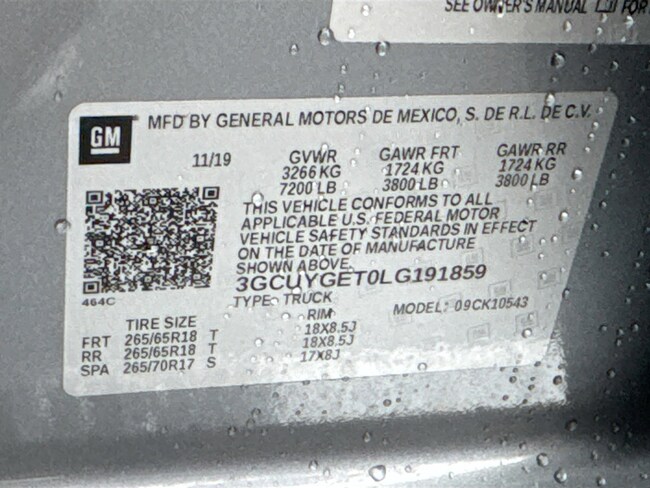 SEE OWNER'S MANUAL FOR
GM
MFD BY GENERAL MOTORS DE MEXICO, S. DE R.L. DE C.V.
11/19 GVWR GAWR FRT GAWR RR
3266 KG 1724 KG 1724 KG
7200 LB 3800 LB 3800 LB
THIS VEHICLE CONFORMS TO ALL
APPLICABLE U.S. FEDERAL MOTOR
VEHICLE SAFETY STANDARDS IN EFFECT
ON THE DATE OF MANUFACTURE
SHOWN ABOVE.
3GCUYGET0LG191859
464C
TYPE: TRUCK MODEL: 09CK10543
TIRE SIZE RIM
FRT 265/65R18 T 18X8.5J
RR 265/65R18 T 18X8.5J
SPA 265/70R17 S 17X8J